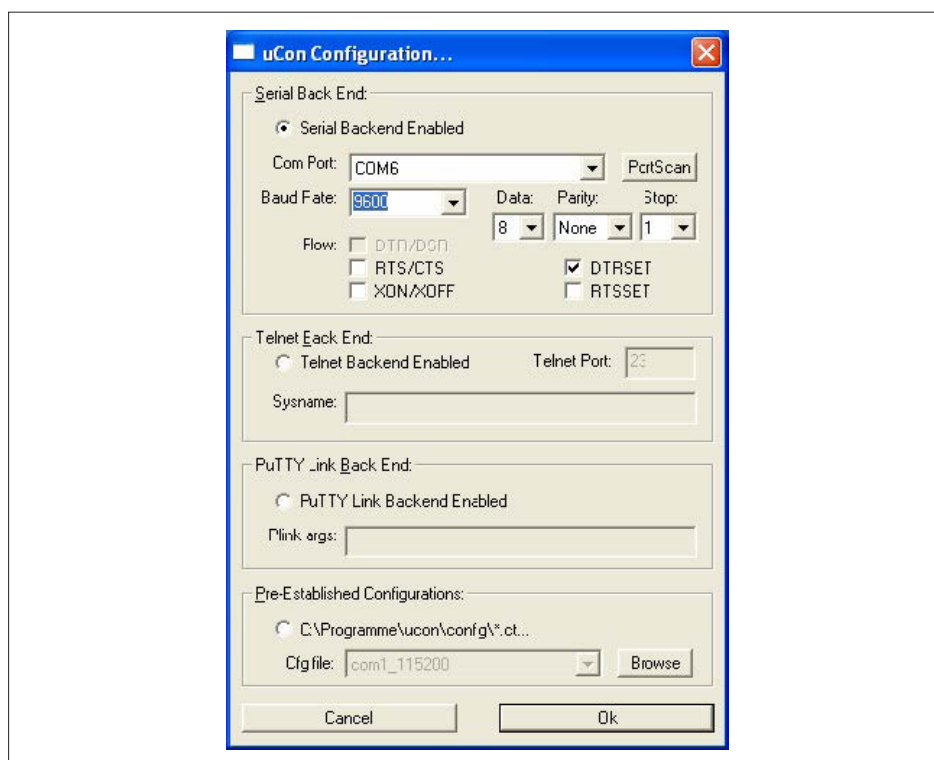 uCon Configuration...
Serial Back End:
Serial Backend Enabled
Com Port: COM6 PortScan
Baud Rate: 9600 Data: Parity: Stop:
8 None 1
Flow: DTR/DSR
RTS/CTS DTRSET
XON/XOFF RTSSET
Telnet Back End:
Telnet Backend Enabled Telnet Port: 23
Sysname:
PuTTY Link Back End:
PuTTY Link Backend Enabled
Plink args:
Pre-Established Configurations:
C:\Programme\ucon\config\*.ct...
Cfg file: com1_115200 Browse
Cancel Ok